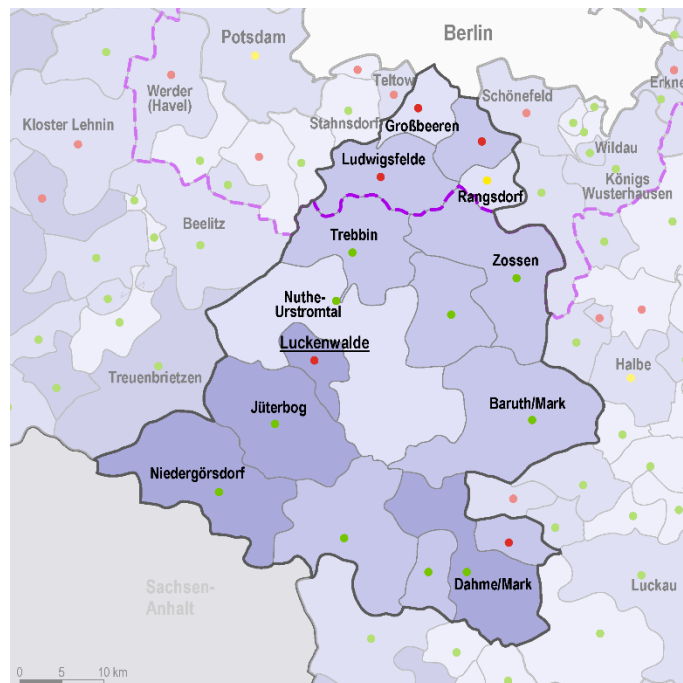 Potsdam
Berlin
Teltow
Erkne
Werder
(Havel)
Schönefeld
Kloster Lehnin
Stahnsdorf
Großbeeren
Wildau
Ludwigsfelde
Königs
Wusterhausen
Rangsdorf
Beelitz
Trebbin
Zossen
Nuthe-
Urstromtal
Luckenwalde
Halbe
Treuenbrietzen
Jüterbog
Baruth/Mark
Niedergörsdorf
Sachsen-
Anhalt
Dahme/Mark
Luckau
0 5 10 km